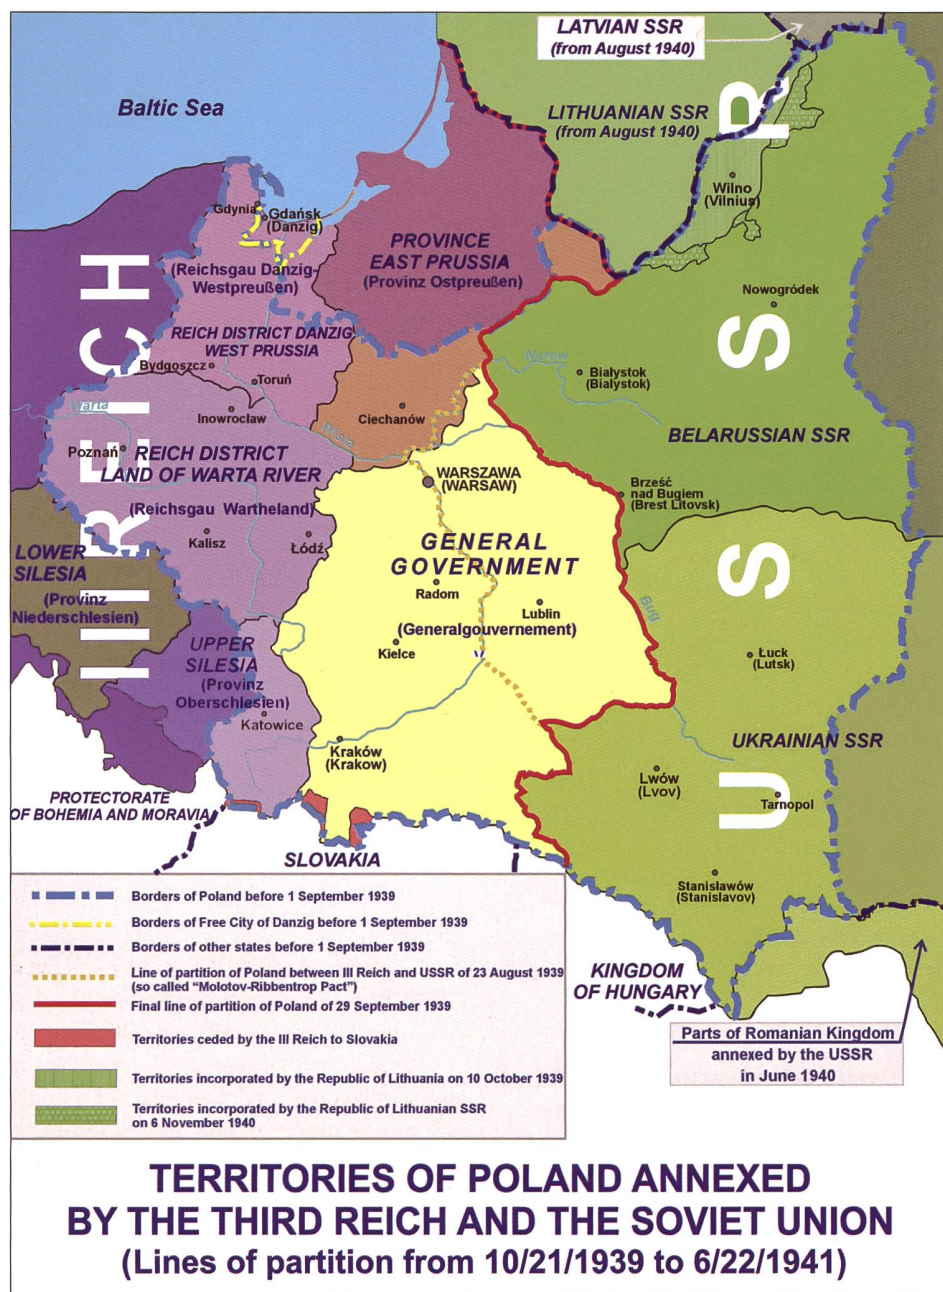 LATVIAN SSR
(from August 1940)
Baltic Sea
LITHUANIAN SSR
(from August 1940)
Wilno
(Vilnius)
Gdynia
Gdańsk
(Danzig)
PROVINCE
EAST PRUSSIA
(Provinz Ostpreußen)
(Reichsgau Danzig-
Westpreußen)
Nowogródek
REICH DISTRICT DANZIG
WEST PRUSSIA
Bydgoszcz
Toruń
Narew
Białystok
(Białystok)
Warta
Inowrocław
Ciechanów
Wisła
BELARUSSIAN SSR
Poznań
REICH DISTRICT
LAND OF WARTA RIVER
(Reichsgau Wartheland)
WARSZAWA
(WARSAW)
Brześć
nad Bugiem
(Brest Litovsk)
Kalisz
Łódź
GENERAL
GOVERNMENT
(Generalgouvernement)
LOWER
SILESIA
(Provinz
Niederschlesien)
Radom
Lublin
Bug
Kielce
UPPER
SILESIA
(Provinz
Oberschlesien)
Łuck
(Lutsk)
Katowice
Kraków
(Krakow)
UKRAINIAN SSR
Lwów
(Lvov)
Tarnopol
PROTECTORATE
OF BOHEMIA AND MORAVIA
SLOVAKIA
Stanisławów
(Stanislavov)
III REICH
USSR
KINGDOM
OF HUNGARY
Parts of Romanian Kingdom
annexed by the USSR
in June 1940
Borders of Poland before 1 September 1939
Borders of Free City of Danzig before 1 September 1939
Borders of other states before 1 September 1939
Line of partition of Poland between III Reich and USSR of 23 August 1939
(so called "Molotov-Ribbentrop Pact")
Final line of partition of Poland of 29 September 1939
Territories ceded by the III Reich to Slovakia
Territories incorporated by the Republic of Lithuania on 10 October 1939
Territories incorporated by the Republic of Lithuanian SSR
on 6 November 1940
TERRITORIES OF POLAND ANNEXED
BY THE THIRD REICH AND THE SOVIET UNION
(Lines of partition from 10/21/1939 to 6/22/1941)